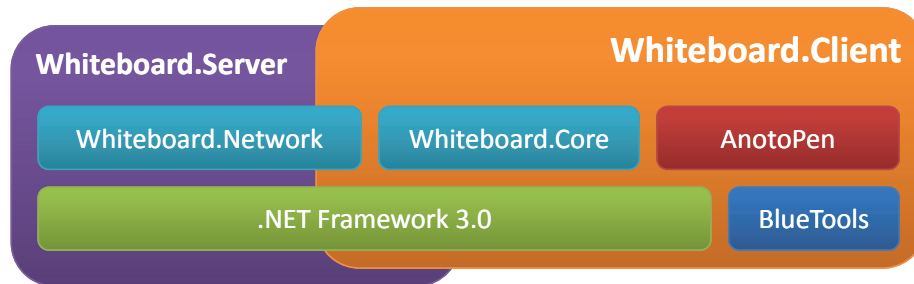 Whiteboard.Server
Whiteboard.Client
Whiteboard.Network
Whiteboard.Core
AnotoPen
.NET Framework 3.0
BlueTools